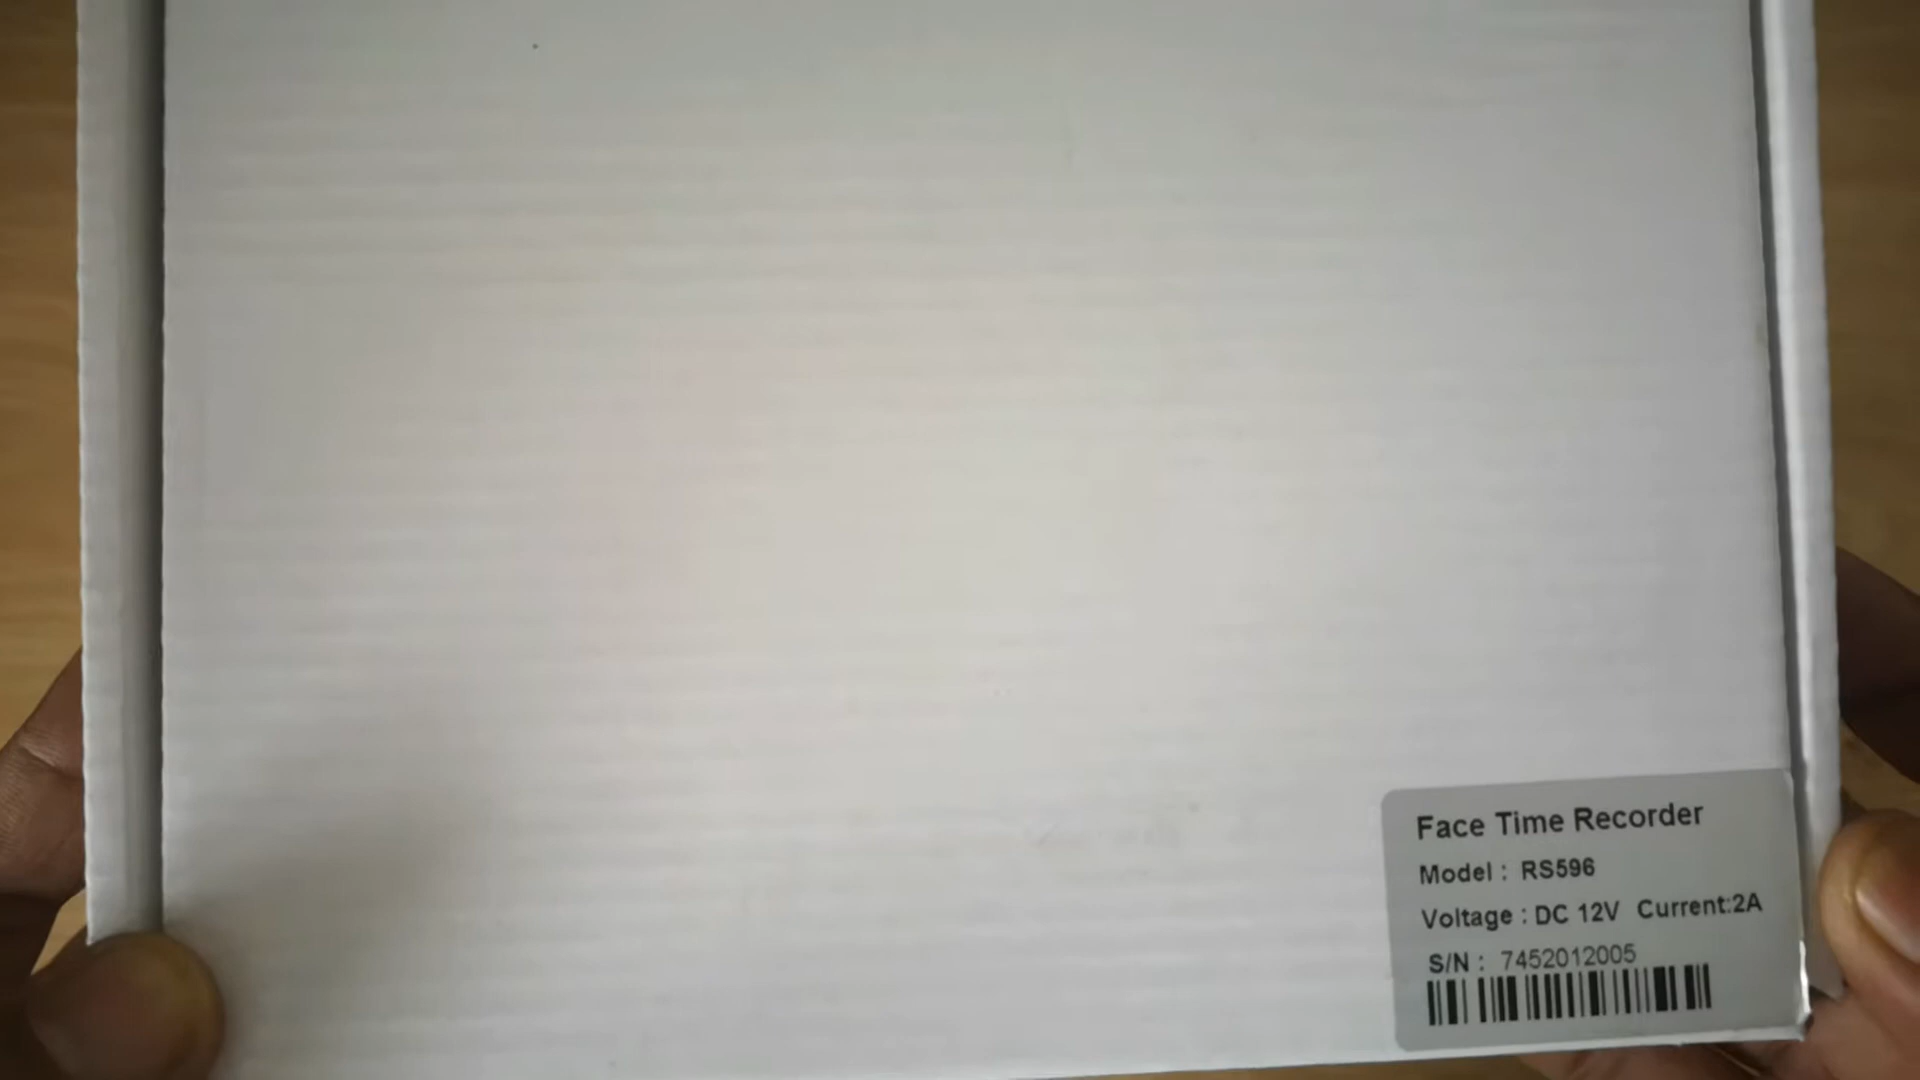 Face Time Recorder
Model : RS596
Voltage : DC 12V Current:2A
S/N : 7452012005